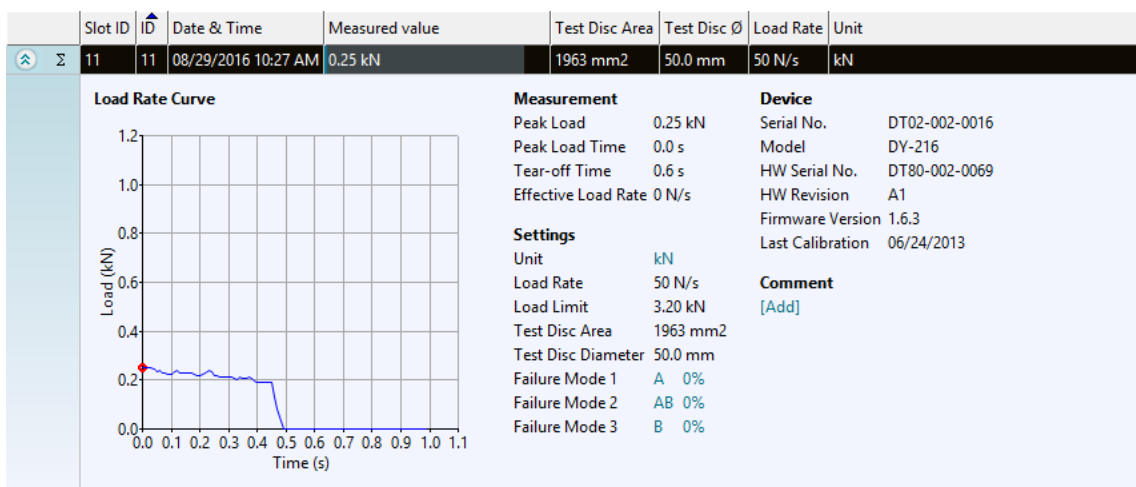 Slot ID ID Date & Time Measured value Test Disc Area Test Disc Ø Load Rate Unit
Σ 11 11 08/29/2016 10:27 AM 0.25 kN 1963 mm2 50.0 mm 50 N/s kN
Load Rate Curve
1.2
1.0
0.8
0.6
0.4
0.2
0.0
Load (kN)
0.0 0.1 0.2 0.3 0.4 0.5 0.6 0.7 0.8 0.9 1.0 1.1
Time (s)
Measurement
Peak Load 0.25 kN
Peak Load Time 0.0 s
Tear-off Time 0.6 s
Effective Load Rate 0 N/s
Settings
Unit kN
Load Rate 50 N/s
Load Limit 3.20 kN
Test Disc Area 1963 mm2
Test Disc Diameter 50.0 mm
Failure Mode 1 A 0%
Failure Mode 2 AB 0%
Failure Mode 3 B 0%
Device
Serial No. DT02-002-0016
Model DY-216
HW Serial No. DT80-002-0069
HW Revision A1
Firmware Version 1.6.3
Last Calibration 06/24/2013
Comment
[Add]